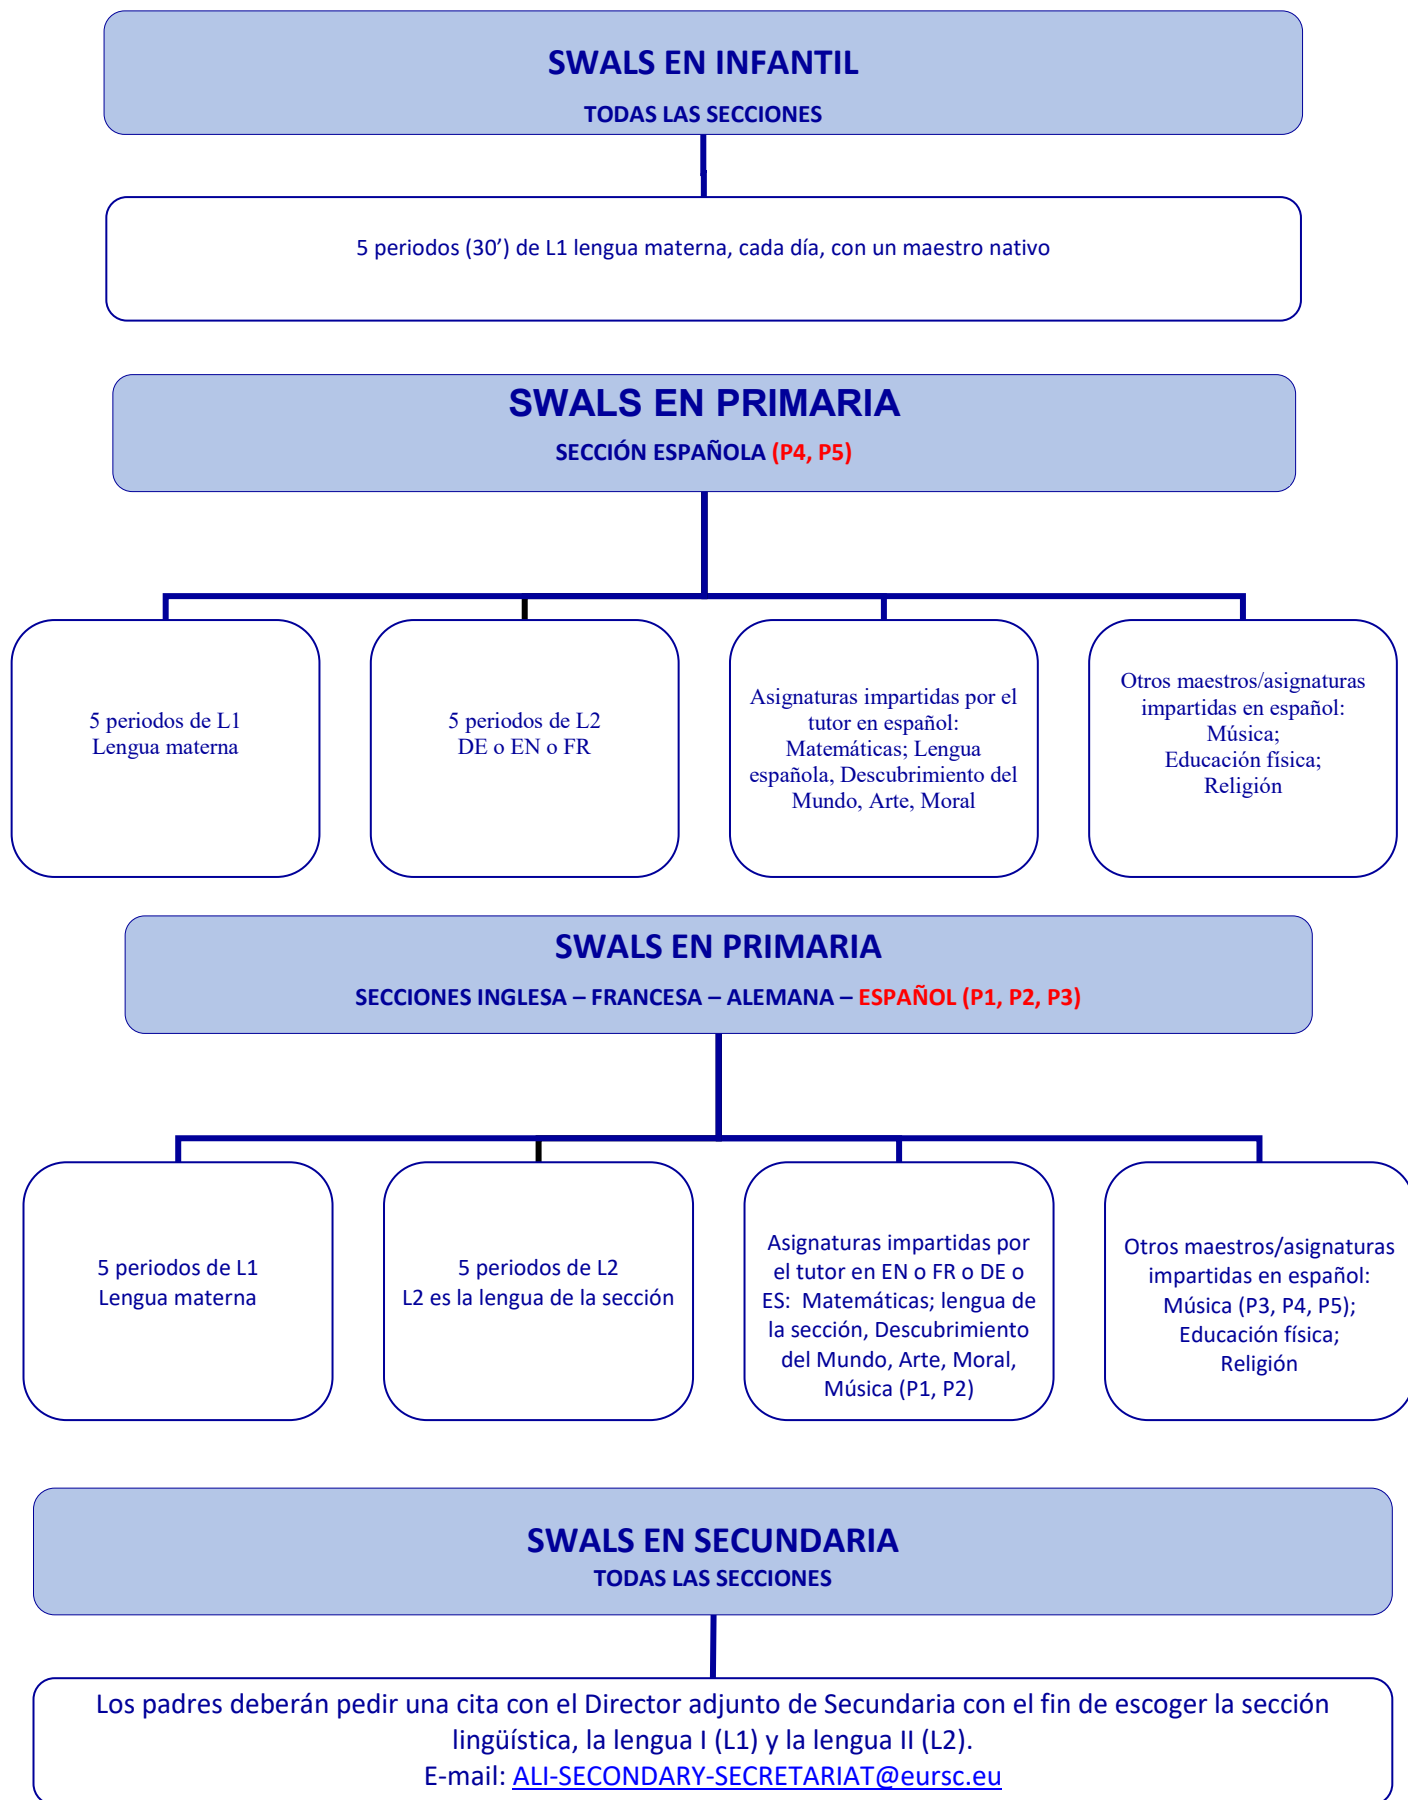 SWALS EN INFANTIL
TODAS LAS SECCIONES
5 periodos (30’) de L1 lengua materna, cada día, con un maestro nativo
SWALS EN PRIMARIA
SECCIÓN ESPAÑOLA (P4, P5)
5 periodos de L1
Lengua materna
5 periodos de L2
DE o EN o FR
Asignaturas impartidas por el
tutor en español:
Matemáticas; Lengua
española, Descubrimiento del
Mundo, Arte, Moral
Otros maestros/asignaturas
impartidas en español:
Música;
Educación física;
Religión
SWALS EN PRIMARIA
SECCIONES INGLESA – FRANCESA – ALEMANA – ESPAÑOL (P1, P2, P3)
5 periodos de L1
Lengua materna
5 periodos de L2
L2 es la lengua de la sección
Asignaturas impartidas por
el tutor en EN o FR o DE o
ES:  Matemáticas; lengua de
la sección, Descubrimiento
del Mundo, Arte, Moral,
Música (P1, P2)
Otros maestros/asignaturas
impartidas en español:
Música (P3, P4, P5);
Educación física;
Religión
SWALS EN SECUNDARIA
TODAS LAS SECCIONES
Los padres deberán pedir una cita con el Director adjunto de Secundaria con el fin de escoger la sección
lingüística, la lengua I (L1) y la lengua II (L2).
E-mail: ALI-SECONDARY-SECRETARIAT@eursc.eu